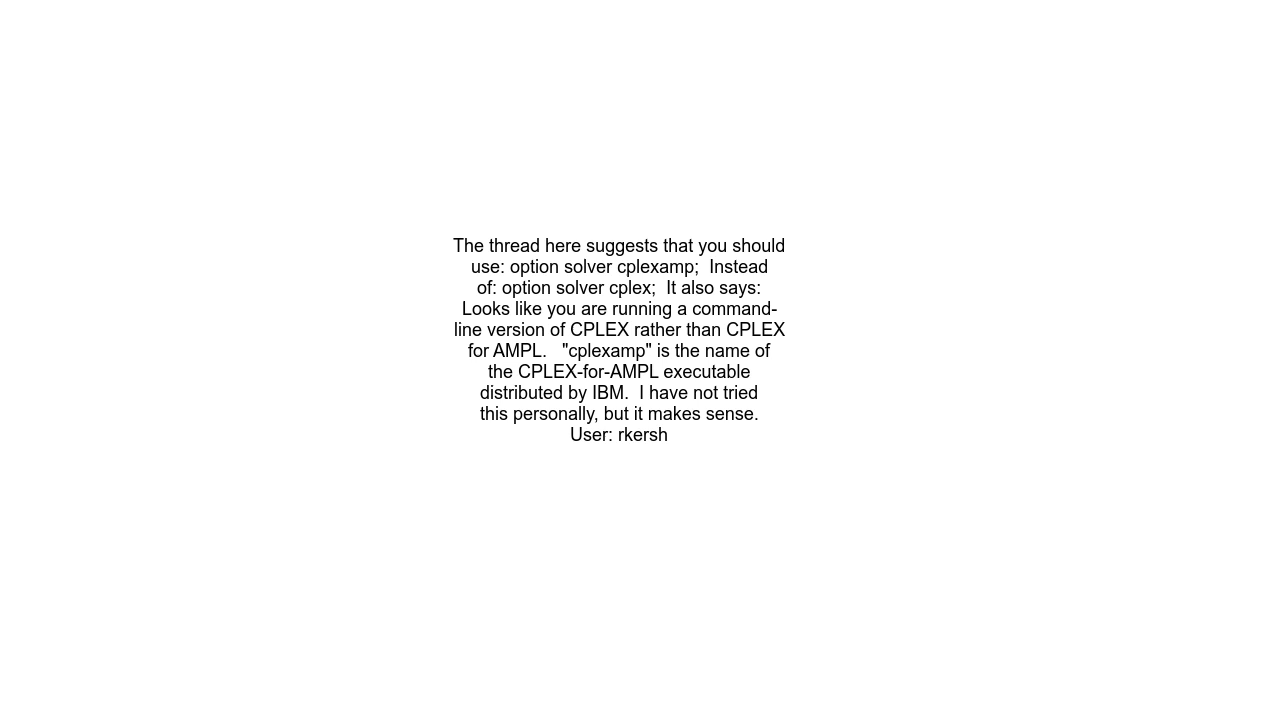 The thread here suggests that you should
use: option solver cplexamp;  Instead
of: option solver cplex;  It also says:
Looks like you are running a command-
line version of CPLEX rather than CPLEX
for AMPL.   "cplexamp" is the name of
the CPLEX-for-AMPL executable
distributed by IBM.  I have not tried
this personally, but it makes sense.
User: rkersh